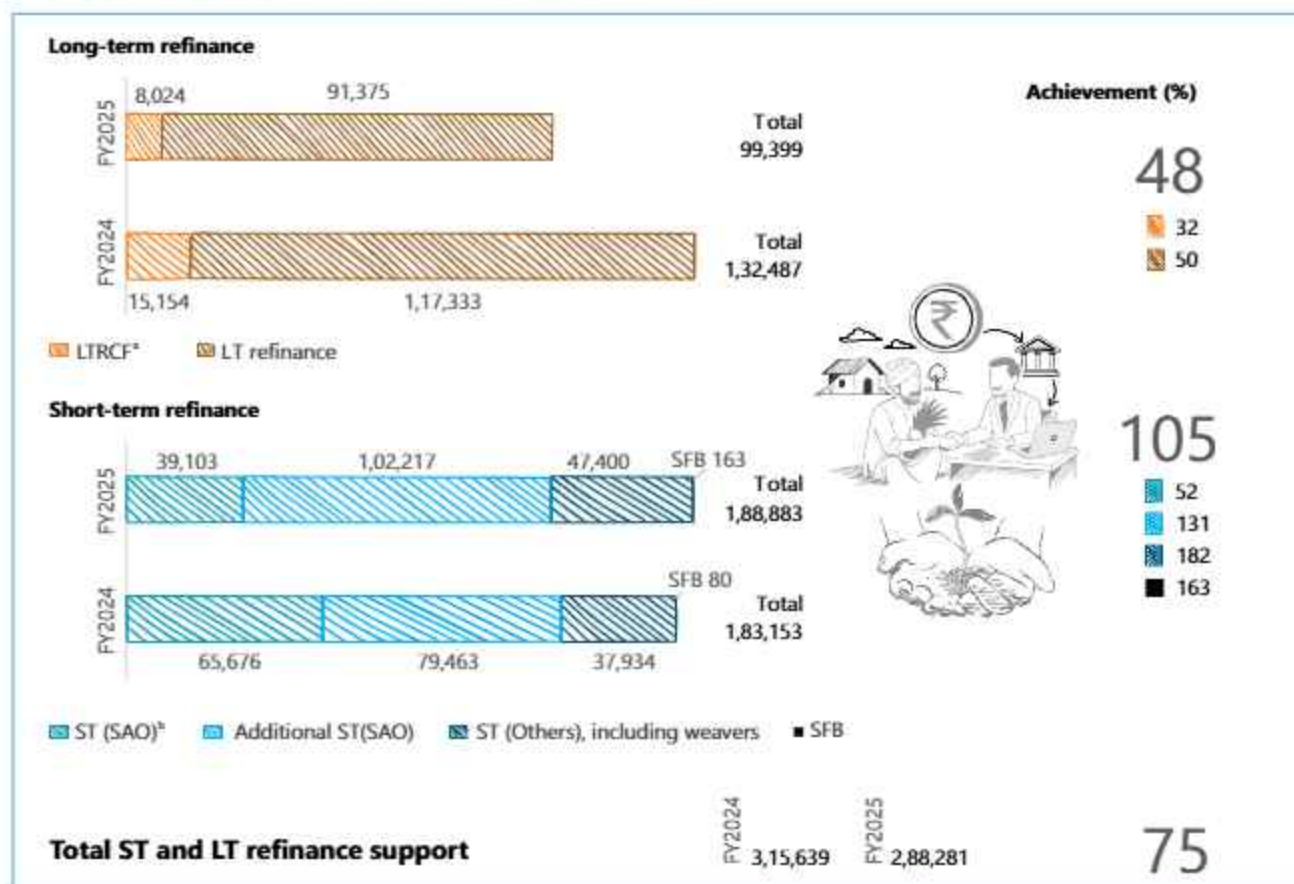 Long-term refinance
Achievement (%)
8,024 91,375
FY2025
Total
99,399
48
32
50
FY2024
Total
1,32,487
15,154 1,17,333
LTRCFᵃ LT refinance
₹
Short-term refinance
39,103 1,02,217 47,400 SFB 163
FY2025
Total
1,88,883
105
52
131
182
163
SFB 80
FY2024
Total
1,83,153
65,676 79,463 37,934
ST (SAO)ᵇ Additional ST(SAO) ST (Others), including weavers SFB
Total ST and LT refinance support
FY2024 3,15,639 FY2025 2,88,281
75